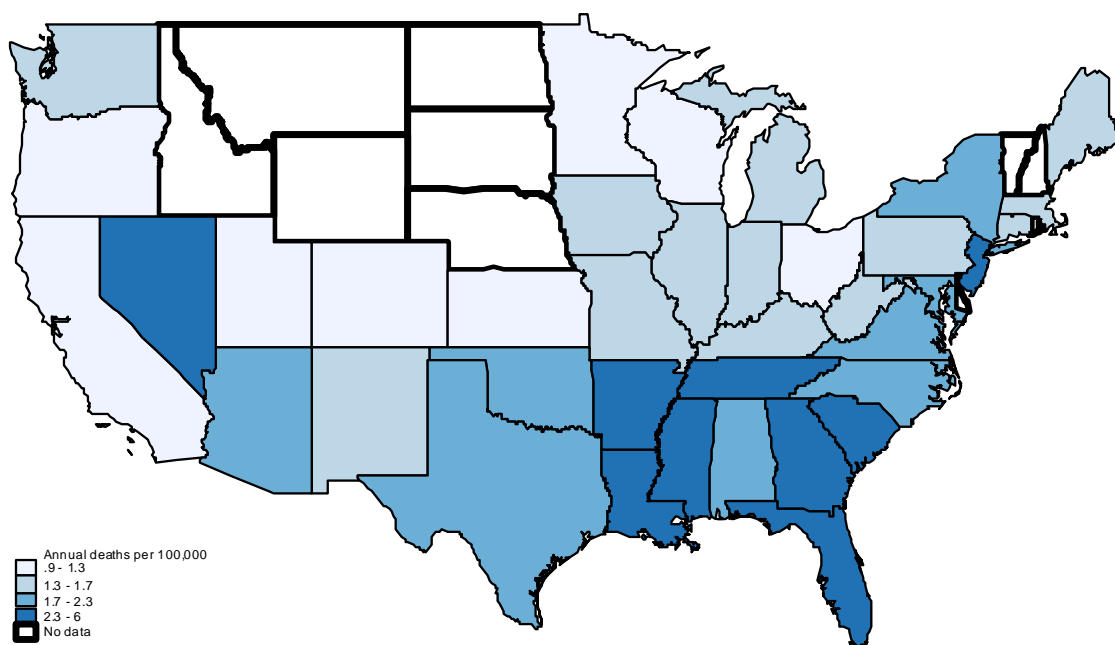 Annual deaths per 100,000
.9 - 1.3
1.3 - 1.7
1.7 - 2.3
2.3 - 6
No data